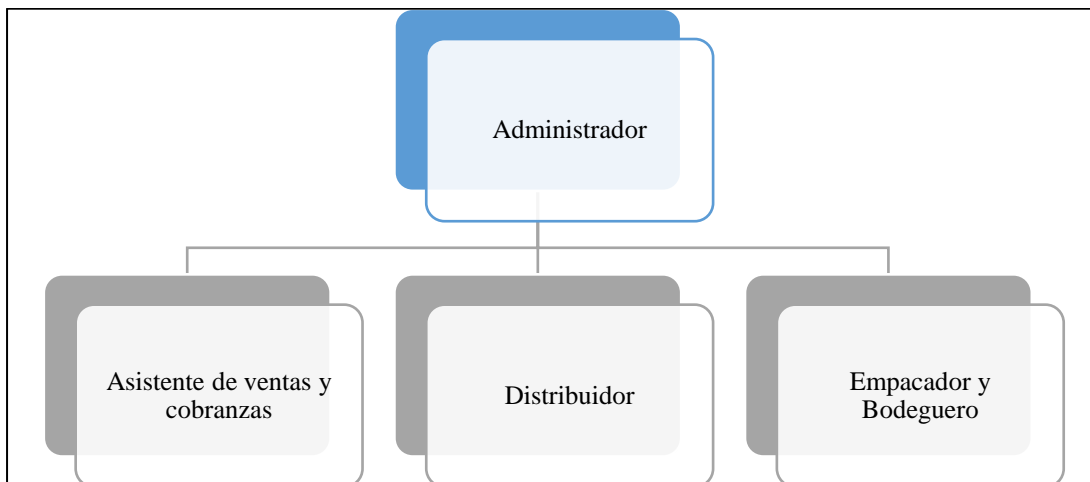 Administrador
Asistente de ventas y
cobranzas
Distribuidor
Empacador y
Bodeguero